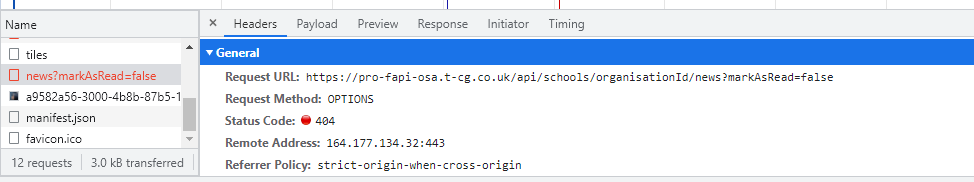 Name
× Headers Payload Preview Response Initiator Timing
tiles
news?markAsRead=false
a9582a56-3000-4b8b-87b5-1
manifest.json
favicon.ico
12 requests 3.0 kB transferred
General
Request URL: https://pro-fapi-osa.t-cg.co.uk/api/schools/organisationId/news?markAsRead=false
Request Method: OPTIONS
Status Code: 404
Remote Address: 164.177.134.32:443
Referrer Policy: strict-origin-when-cross-origin